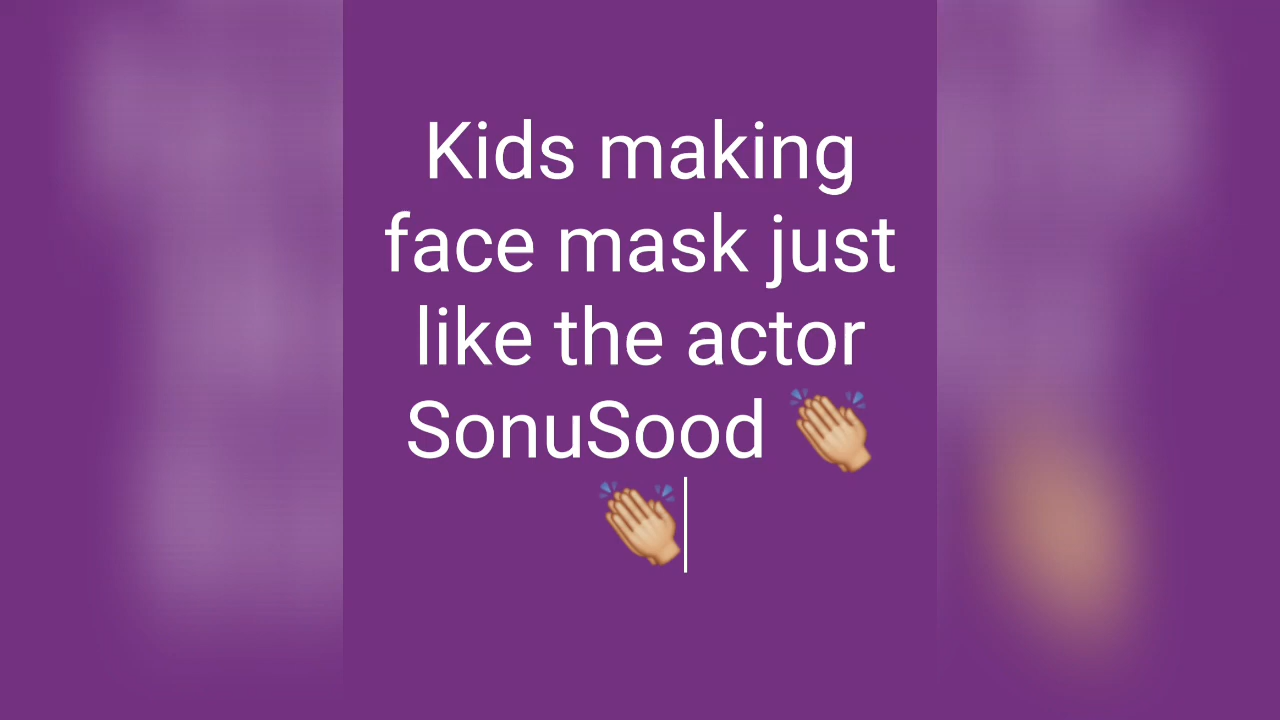 Kids making
face mask just
like the actor
SonuSood 👏🏼
👏🏼